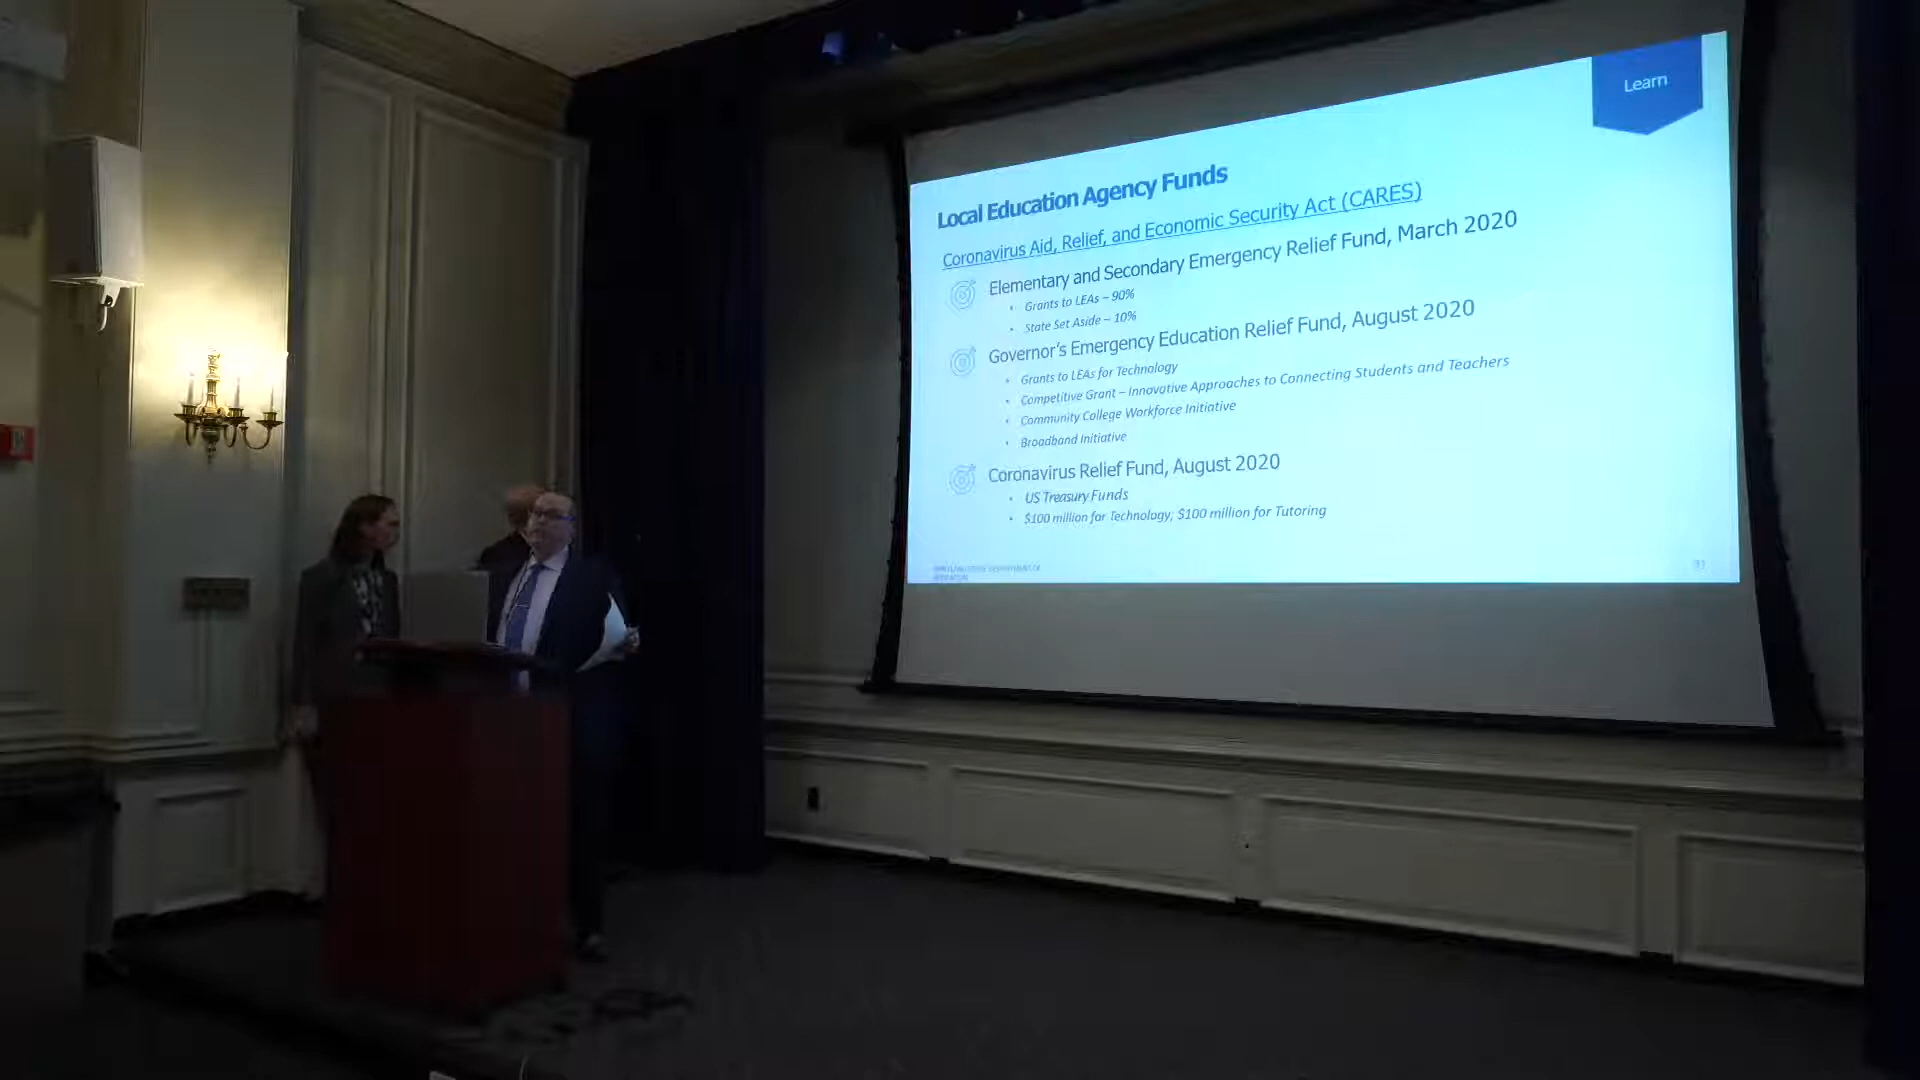 Learn
Local Education Agency Funds
Coronavirus Aid, Relief, and Economic Security Act (CARES)
Elementary and Secondary Emergency Relief Fund, March 2020
• Grants to LEAs – 90%
• State Set Aside – 10%
Governor's Emergency Education Relief Fund, August 2020
• Grants to LEAs for Technology
• Competitive Grant – Innovative Approaches to Connecting Students and Teachers
• Community College Workforce Initiative
• Broadband Initiative
Coronavirus Relief Fund, August 2020
• US Treasury Funds
• $100 million for Technology; $100 million for Tutoring